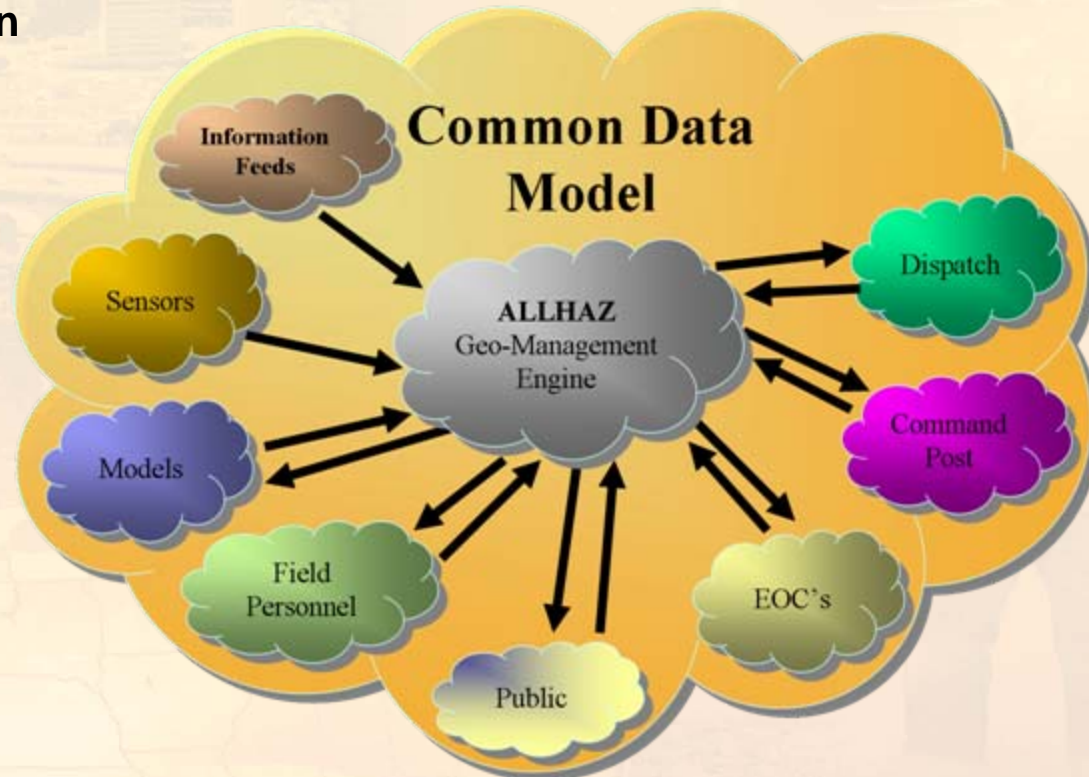 n
Common Data
Model
Information
Feeds
Sensors
Models
Field
Personnel
Public
EOC's
Command
Post
Dispatch
ALLHAZ
Geo-Management
Engine